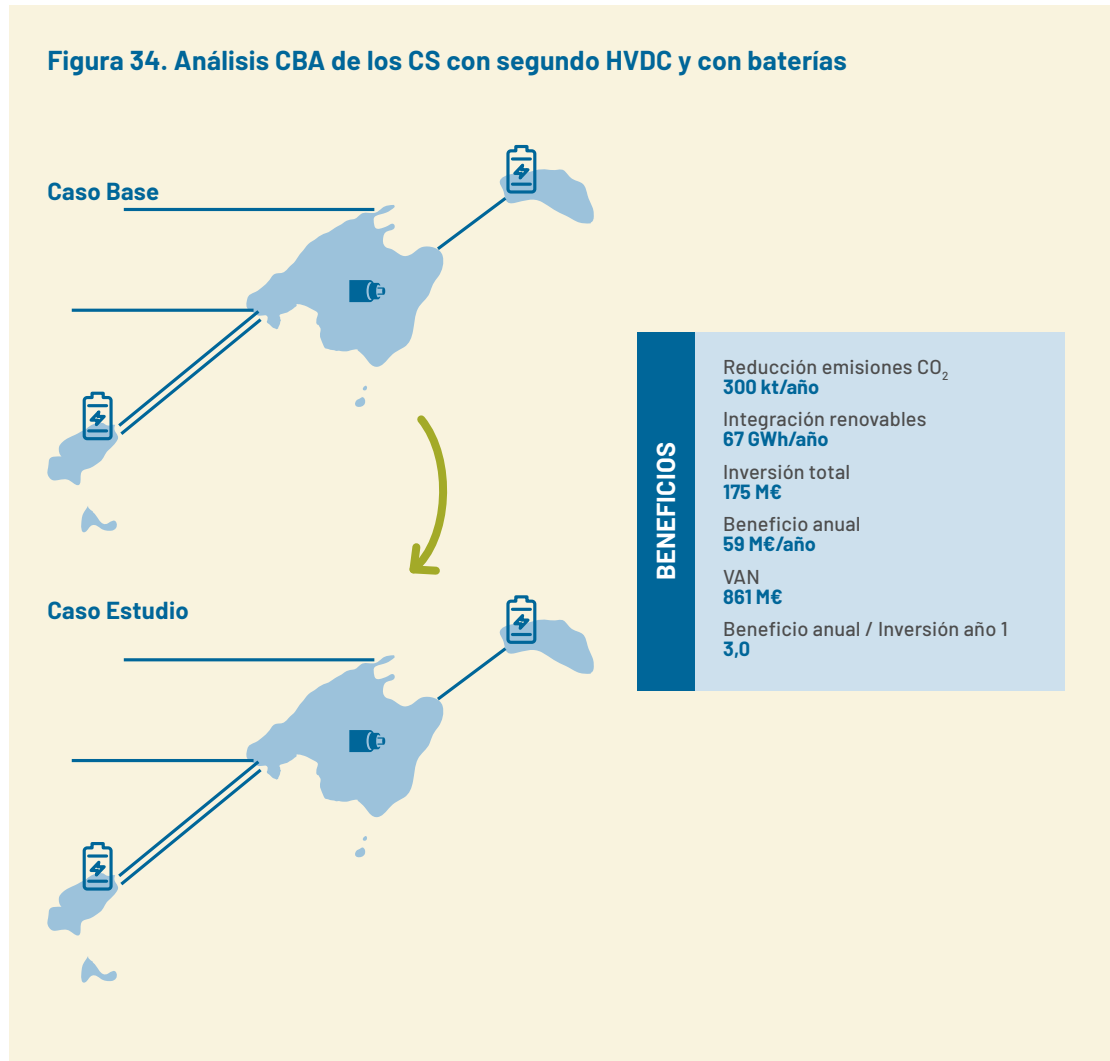 Figura 34. Análisis CBA de los CS con segundo HVDC y con baterías
Caso Base
Caso Estudio
BENEFICIOS
Reducción emisiones CO₂
300 kt/año
Integración renovables
67 GWh/año
Inversión total
175 M€
Beneficio anual
59 M€/año
VAN
861 M€
Beneficio anual / Inversión año 1
3,0